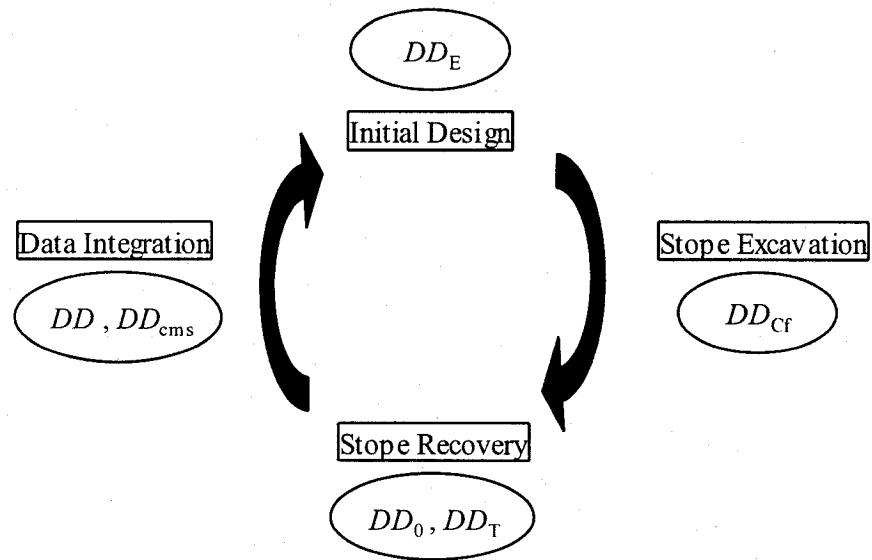 DD_E
Initial Design
Data Integration
DD , DD_cms
Stope Excavation
DD_Cf
Stope Recovery
DD_0 , DD_T